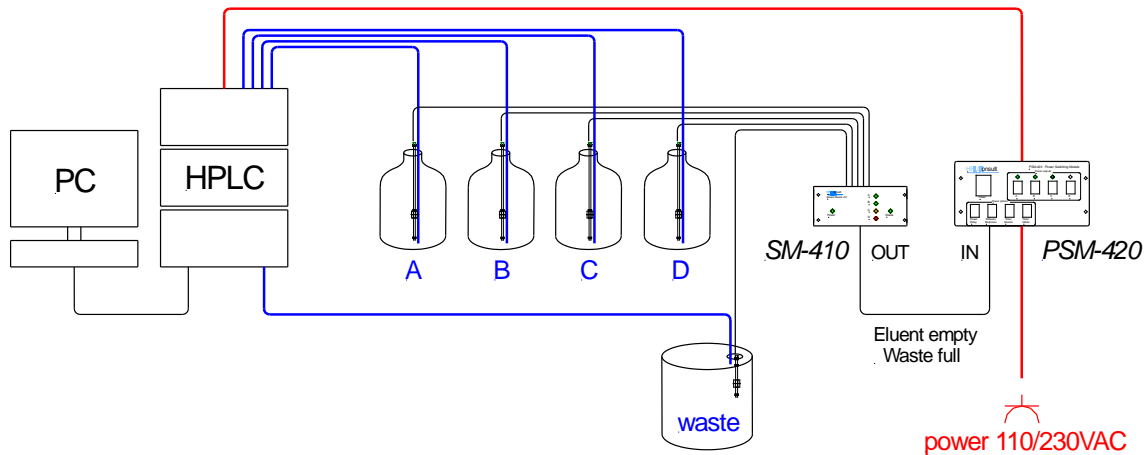 PC
HPLC
A
B
C
D
SM-410
OUT
IN
PSM-420
Eluent empty
Waste full
waste
power 110/230VAC